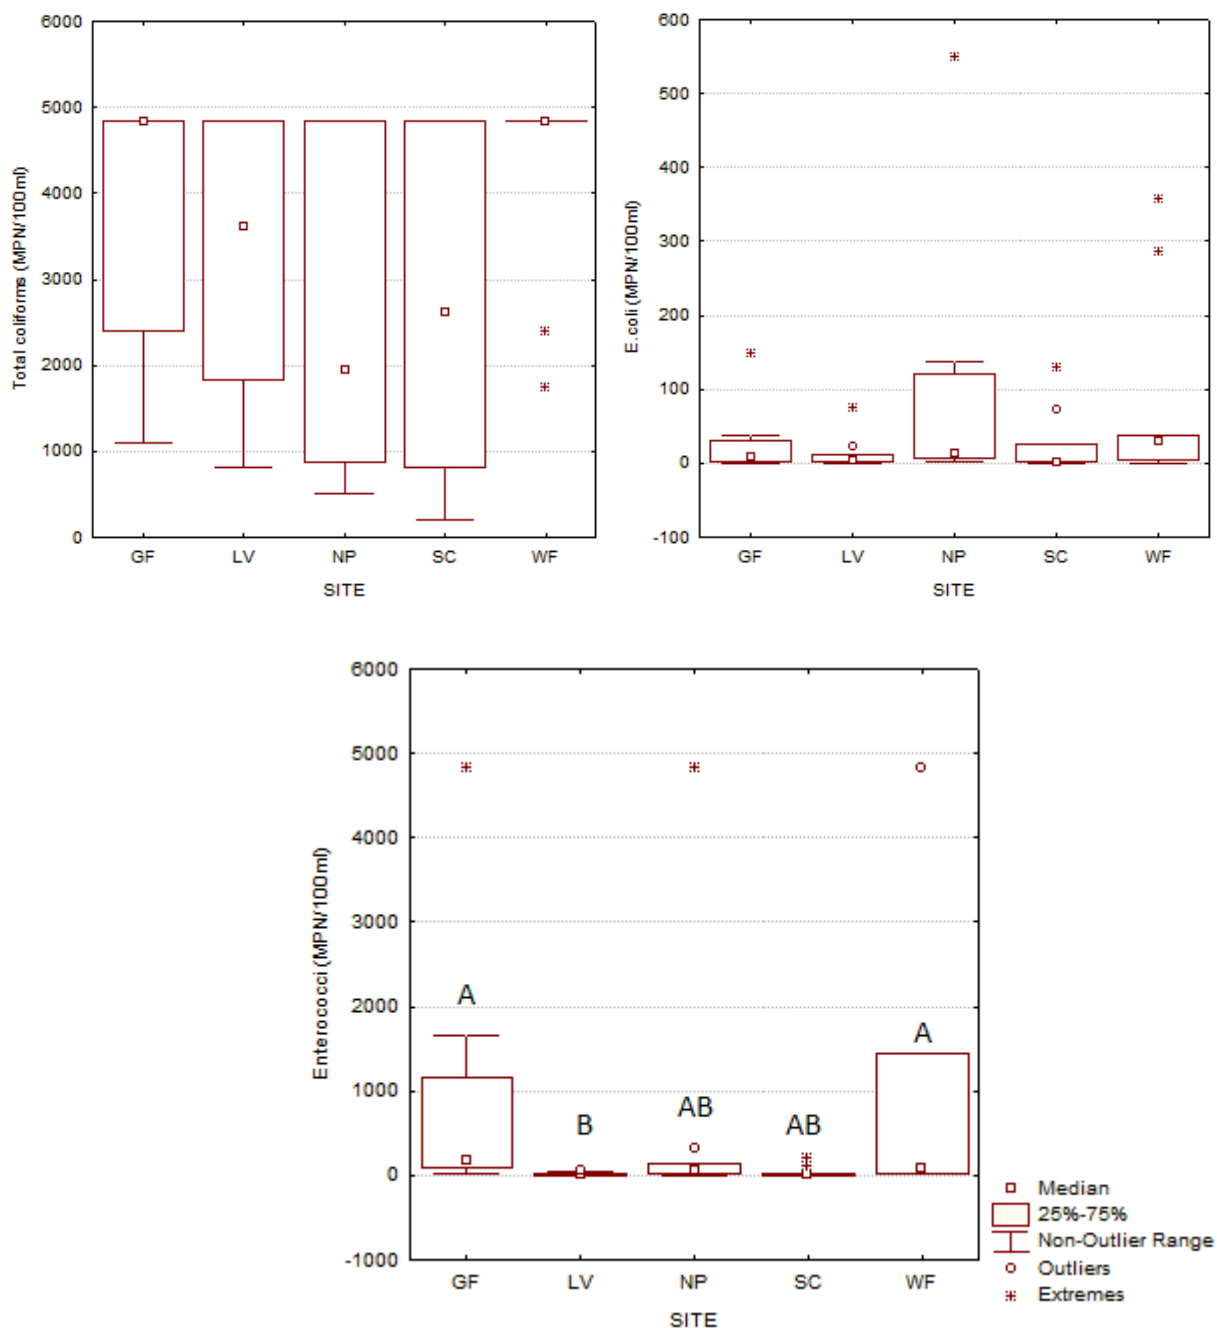 6000
5000
4000
3000
2000
1000
0
Total coliforms (MPN/100ml)
GF LV NP SC WF
SITE
600
500
400
300
200
100
0
-100
E.coli (MPN/100ml)
GF LV NP SC WF
SITE
6000
5000
4000
3000
2000
1000
0
-1000
Enterococci (MPN/100ml)
A
B
AB
AB
A
GF LV NP SC WF
SITE
Median
25%-75%
Non-Outlier Range
Outliers
Extremes